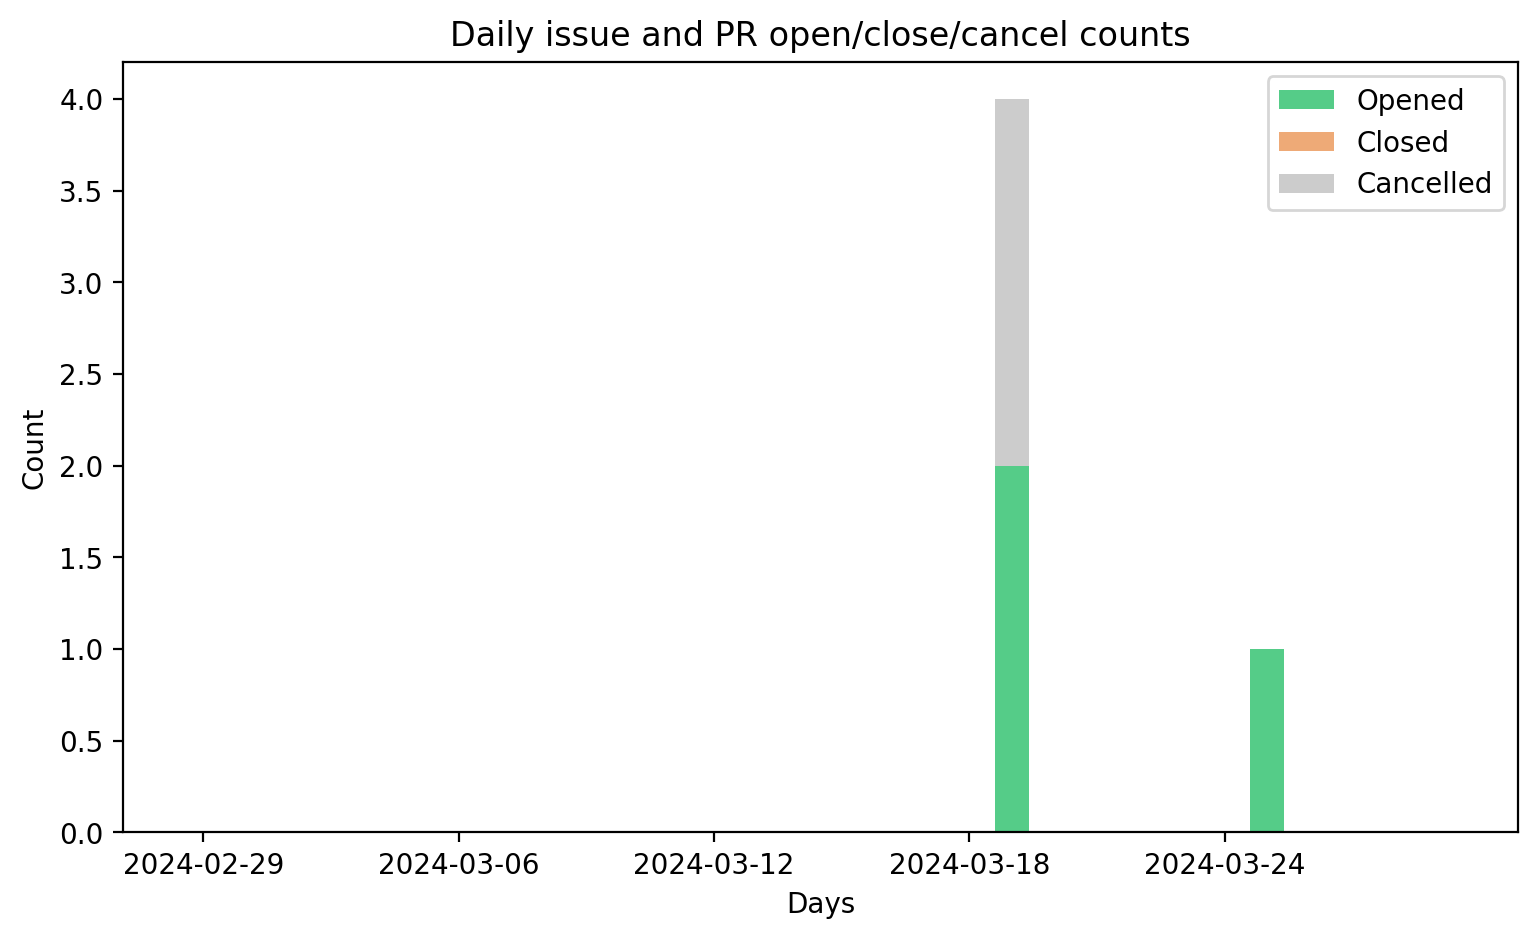 Daily issue and PR open/close/cancel counts
Opened
Closed
Cancelled
4.0
3.5
3.0
2.5
2.0
1.5
1.0
0.5
0.0
Count
2024-02-29 2024-03-06 2024-03-12 2024-03-18 2024-03-24
Days